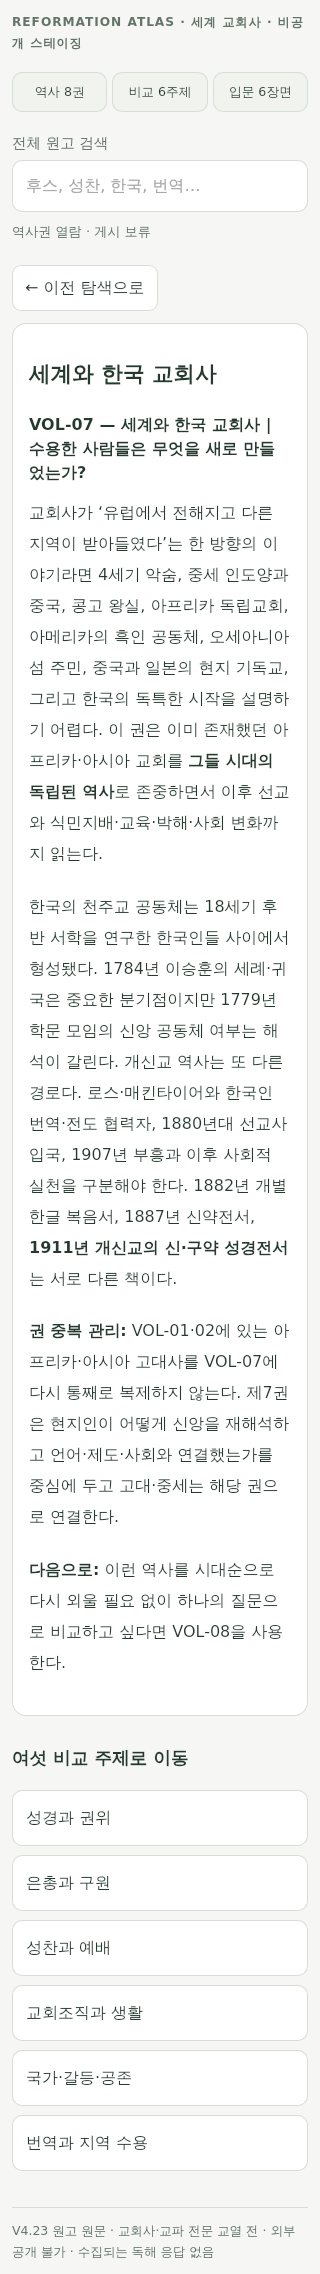 REFORMATION ATLAS · 세계 교회사 · 비공
개 스테이징
역사 8권
비교 6주제
입문 6장면
전체 원고 검색
후스, 성찬, 한국, 번역...
역사권 열람 · 게시 보류
← 이전 탐색으로
세계와 한국 교회사
VOL-07 — 세계와 한국 교회사 |
수용한 사람들은 무엇을 새로 만들
었는가?
교회사가 ‘유럽에서 전해지고 다른
지역이 받아들였다’는 한 방향의 이
야기라면 4세기 악숨, 중세 인도양과
중국, 콩고 왕실, 아프리카 독립교회,
아메리카의 흑인 공동체, 오세아니아
섬 주민, 중국과 일본의 현지 기독교,
그리고 한국의 독특한 시작을 설명하
기 어렵다. 이 권은 이미 존재했던 아
프리카·아시아 교회를 그들 시대의
독립된 역사로 존중하면서 이후 선교
와 식민지배·교육·박해·사회 변화까
지 읽는다.
한국의 천주교 공동체는 18세기 후
반 서학을 연구한 한국인들 사이에서
형성됐다. 1784년 이승훈의 세례·귀
국은 중요한 분기점이지만 1779년
학문 모임의 신앙 공동체 여부는 해
석이 갈린다. 개신교 역사는 또 다른
경로다. 로스·매킨타이어와 한국인
번역·전도 협력자, 1880년대 선교사
입국, 1907년 부흥과 이후 사회적
실천을 구분해야 한다. 1882년 개별
한글 복음서, 1887년 신약전서,
1911년 개신교의 신·구약 성경전서
는 서로 다른 책이다.
권 중복 관리: VOL-01·02에 있는 아
프리카·아시아 고대사를 VOL-07에
다시 통째로 복제하지 않는다. 제7권
은 현지인이 어떻게 신앙을 재해석하
고 언어·제도·사회와 연결했는가를
중심에 두고 고대·중세는 해당 권으
로 연결한다.
다음으로: 이런 역사를 시대순으로
다시 외울 필요 없이 하나의 질문으
로 비교하고 싶다면 VOL-08을 사용
한다.
여섯 비교 주제로 이동
성경과 권위
은총과 구원
성찬과 예배
교회조직과 생활
국가·갈등·공존
번역과 지역 수용
V4.23 원고 원문 · 교회사·교파 전문 교열 전 · 외부
공개 불가 · 수집되는 독해 응답 없음